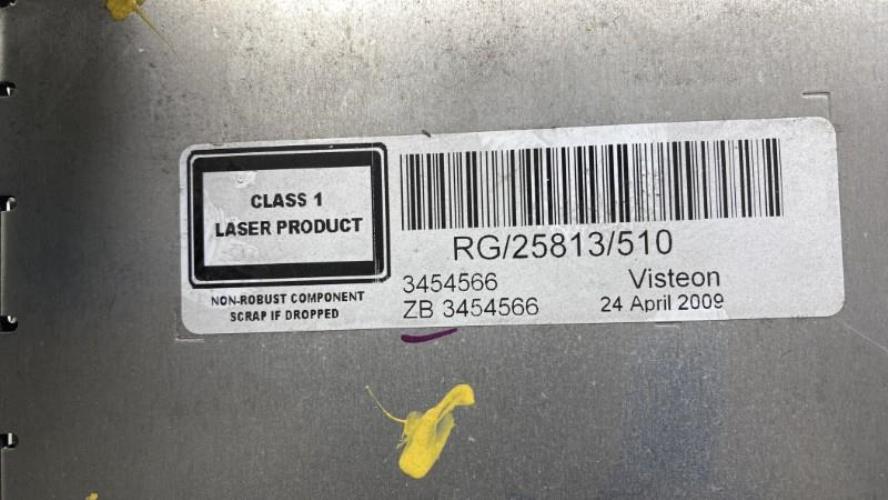 CLASS 1
LASER PRODUCT
NON-ROBUST COMPONENT
SCRAP IF DROPPED
RG/25813/510
3454566 Visteon
ZB 3454566 24 April 2009